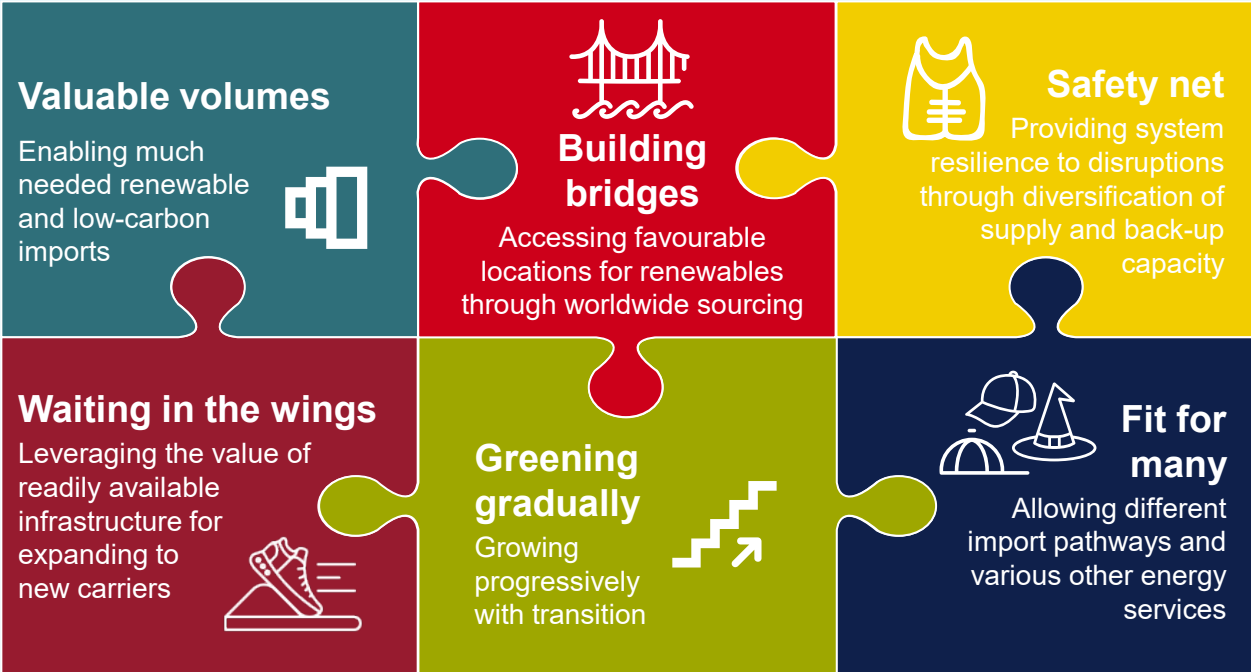 Valuable volumes
Enabling much
needed renewable
and low-carbon
imports
Building
bridges
Accessing favourable
locations for renewables
through worldwide sourcing
Safety net
Providing system
resilience to disruptions
through diversification of
supply and back-up
capacity
Waiting in the wings
Leveraging the value of
readily available
infrastructure for
expanding to
new carriers
Greening
gradually
Growing
progressively
with transition
Fit for
many
Allowing different
import pathways and
various other energy
services